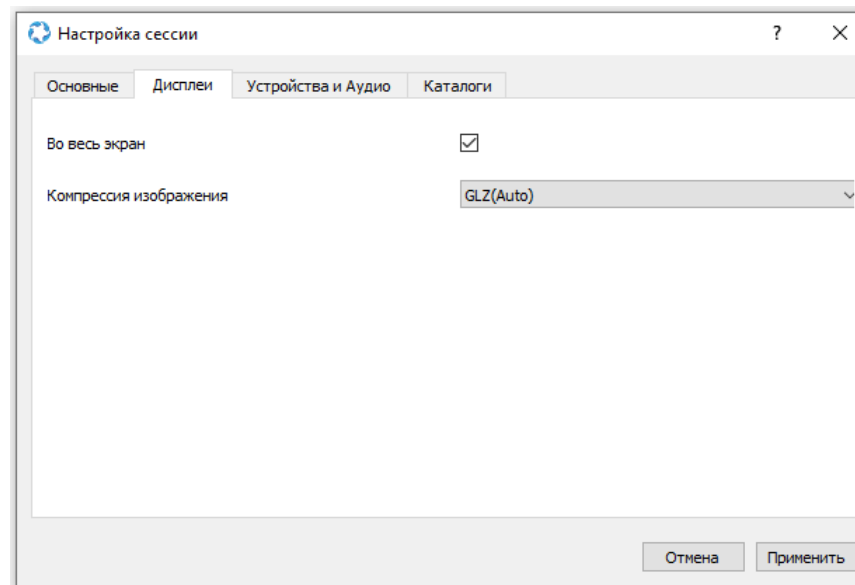 Настройка сессии ?
Основные Дисплеи Устройства и Аудио Каталоги
Во весь экран
Компрессия изображения GLZ(Auto)
Отмена Применить